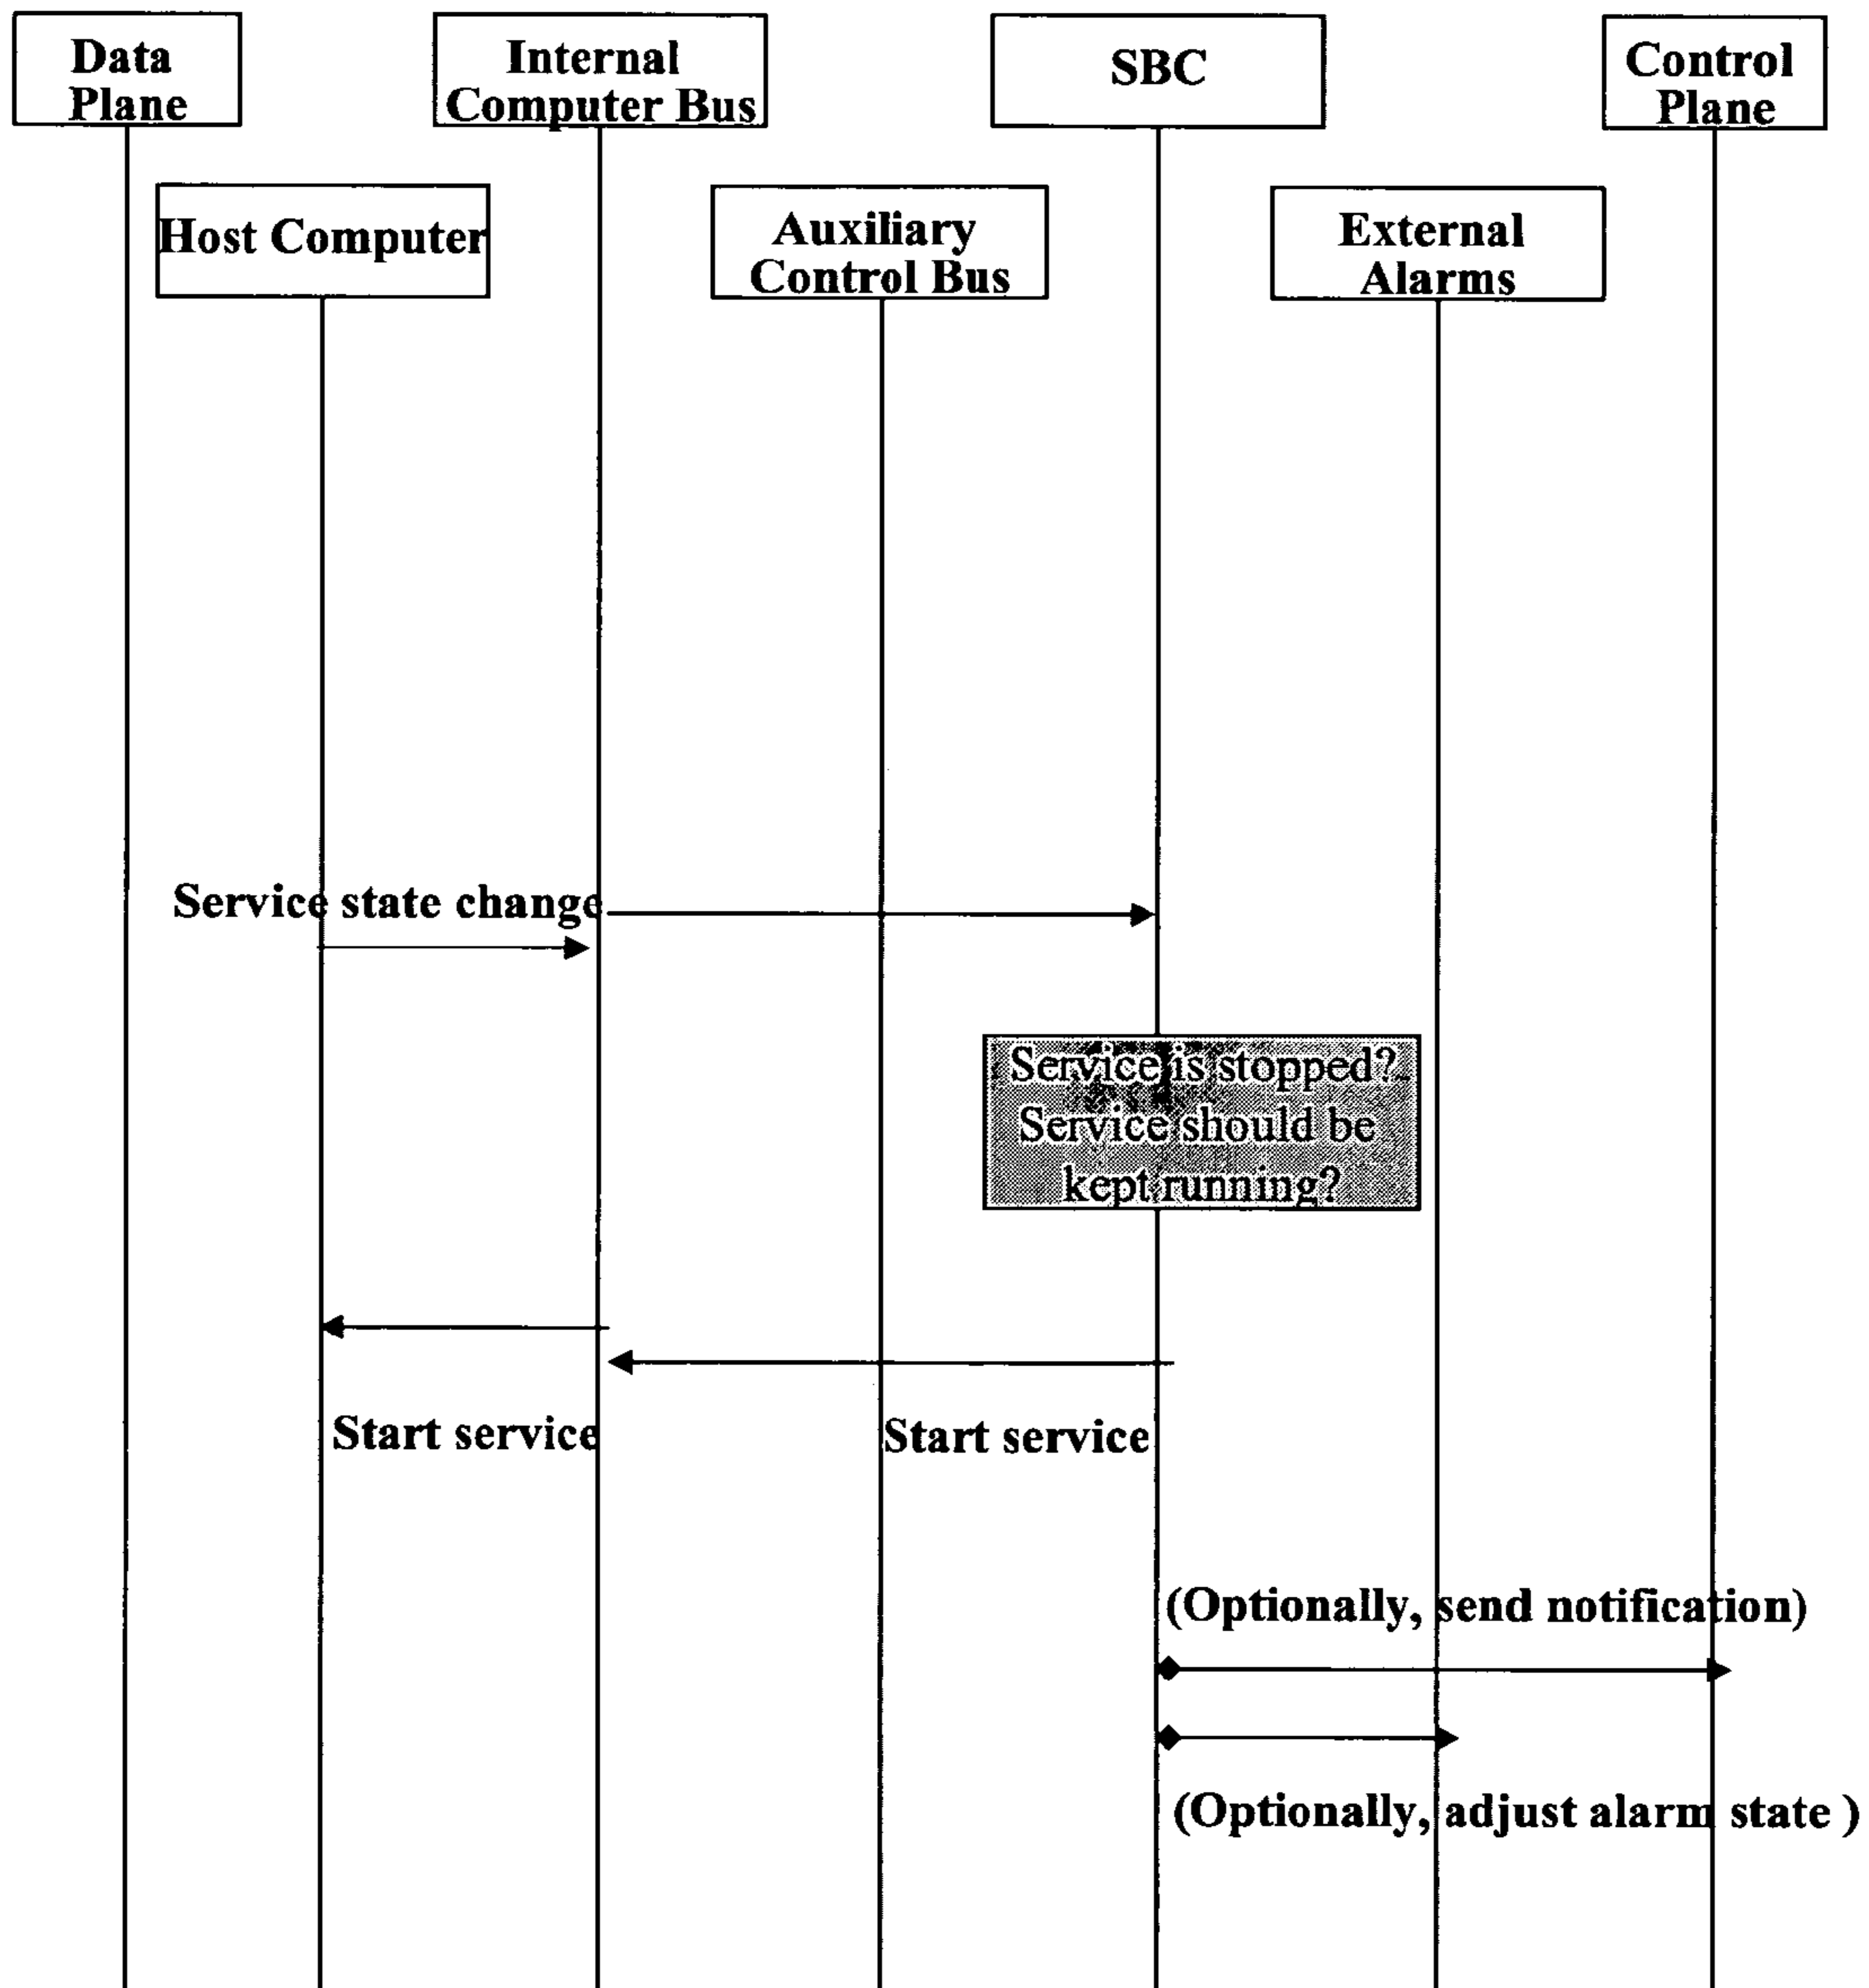 Data
Plane
Internal
Computer Bus
SBC
Control
Plane
Host Computer
Auxiliary
Control Bus
External
Alarms
Service state change
Service is stopped?
Service should be
kept running?
Start service
Start service
(Optionally, send notification)
(Optionally, adjust alarm state )